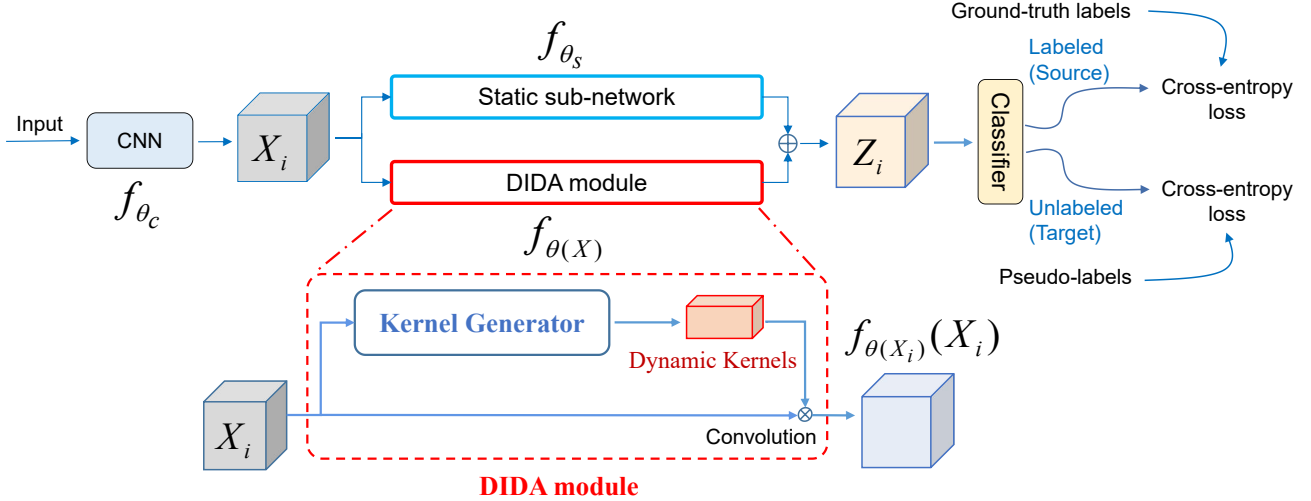 Ground-truth labels
f_{θ_s}
Labeled
(Source)
Static sub-network
Cross-entropy
loss
Input
CNN
X_i
⊕
Z_i
Classifier
DIDA module
f_{θ_c}
f_{θ(X)}
Unlabeled
(Target)
Cross-entropy
loss
Pseudo-labels
Kernel Generator
Dynamic Kernels
f_{θ(X_i)}(X_i)
X_i
⊗
Convolution
DIDA module